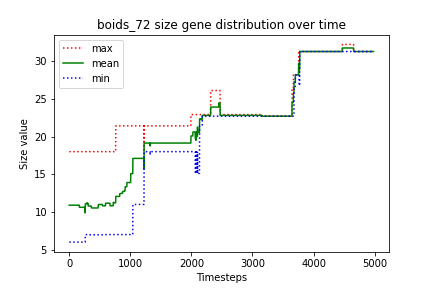 boids_72 size gene distribution over time
max
mean
min
Size value
30
25
20
15
10
5
0
1000
2000
3000
4000
5000
Timesteps